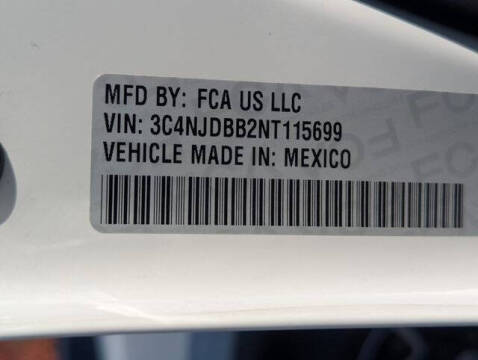 MFD BY: FCA US LLC
VIN: 3C4NJDBB2NT115699
VEHICLE MADE IN: MEXICO